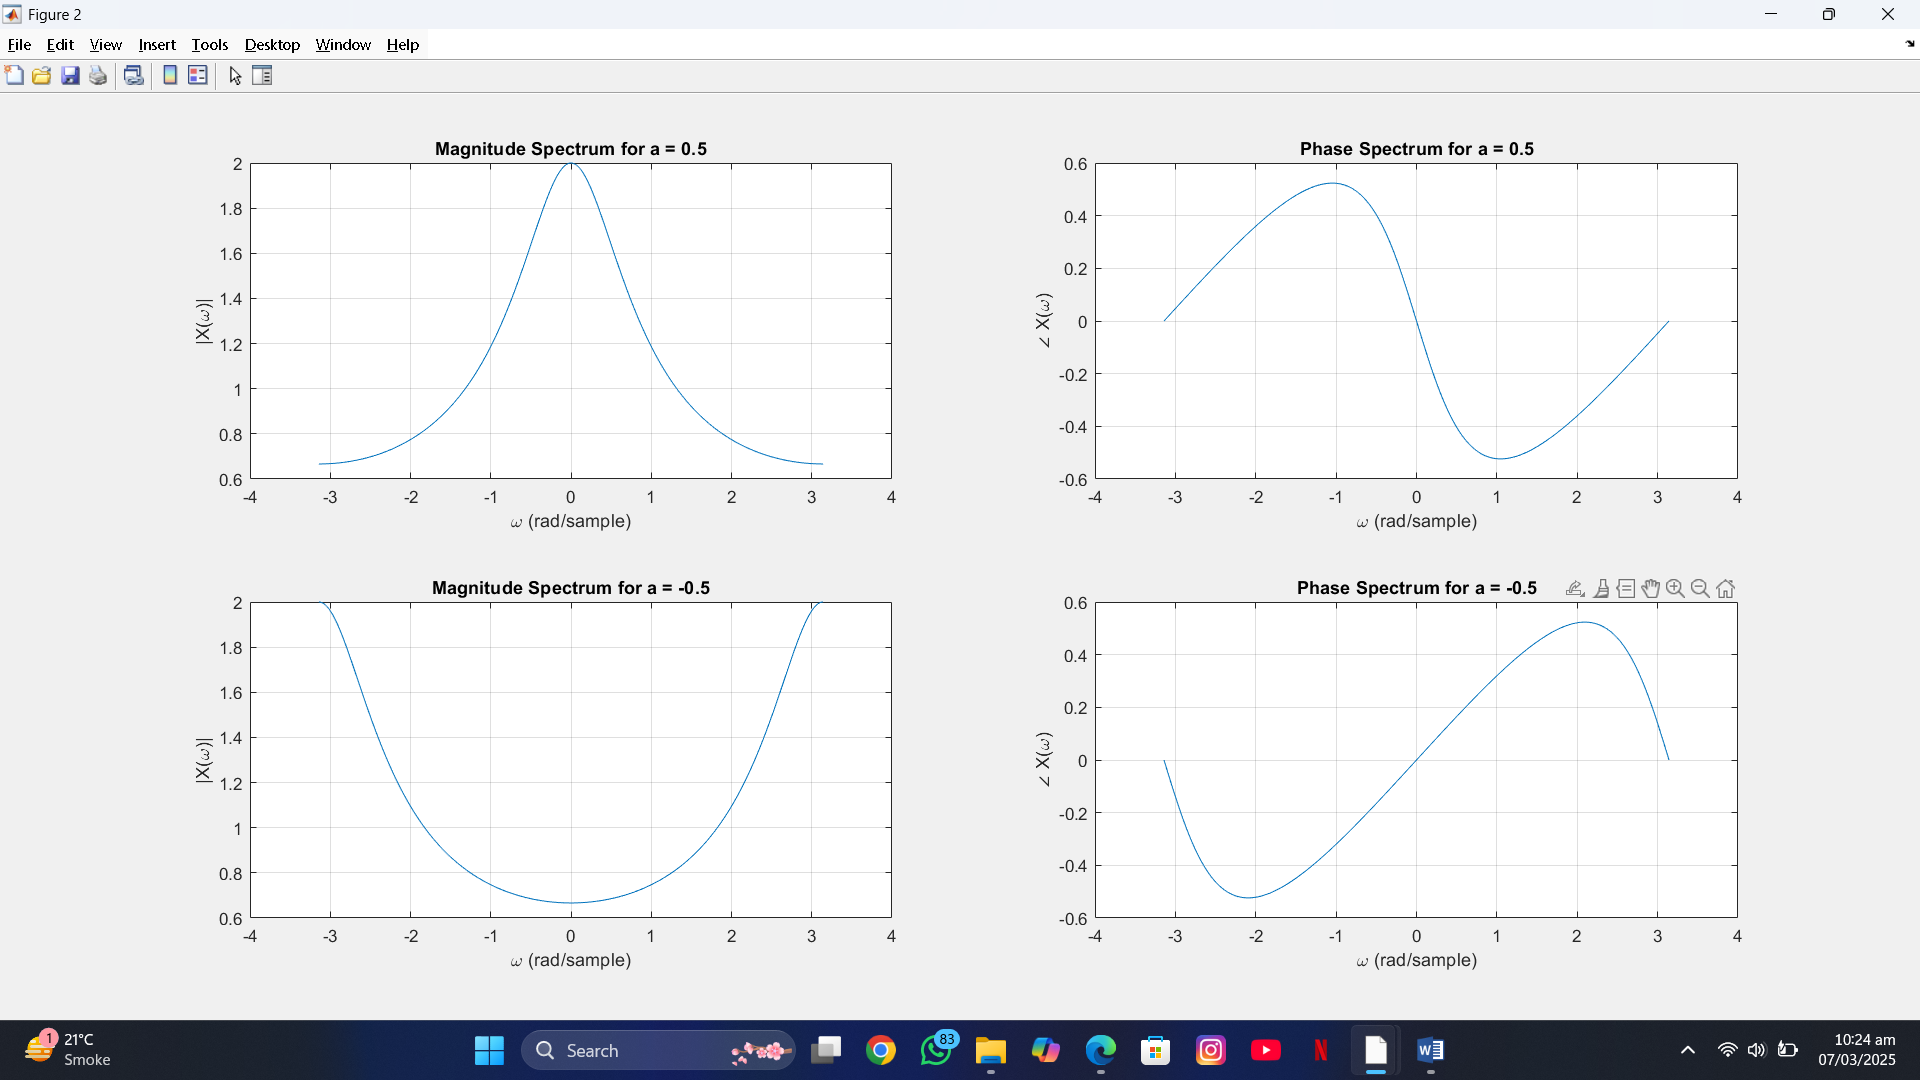 Figure 2
File Edit View Insert Tools Desktop Window Help
Magnitude Spectrum for a = 0.5
2
1.8
1.6
1.4
1.2
1
0.8
0.6
|X(ω)|
-4 -3 -2 -1 0 1 2 3 4
ω (rad/sample)
Phase Spectrum for a = 0.5
0.6
0.4
0.2
0
-0.2
-0.4
-0.6
∠ X(ω)
-4 -3 -2 -1 0 1 2 3 4
ω (rad/sample)
Magnitude Spectrum for a = -0.5
2
1.8
1.6
1.4
1.2
1
0.8
0.6
|X(ω)|
-4 -3 -2 -1 0 1 2 3 4
ω (rad/sample)
Phase Spectrum for a = -0.5
0.6
0.4
0.2
0
-0.2
-0.4
-0.6
∠ X(ω)
-4 -3 -2 -1 0 1 2 3 4
ω (rad/sample)
1
21°C
Smoke
Search
83
N
W
10:24 am
07/03/2025